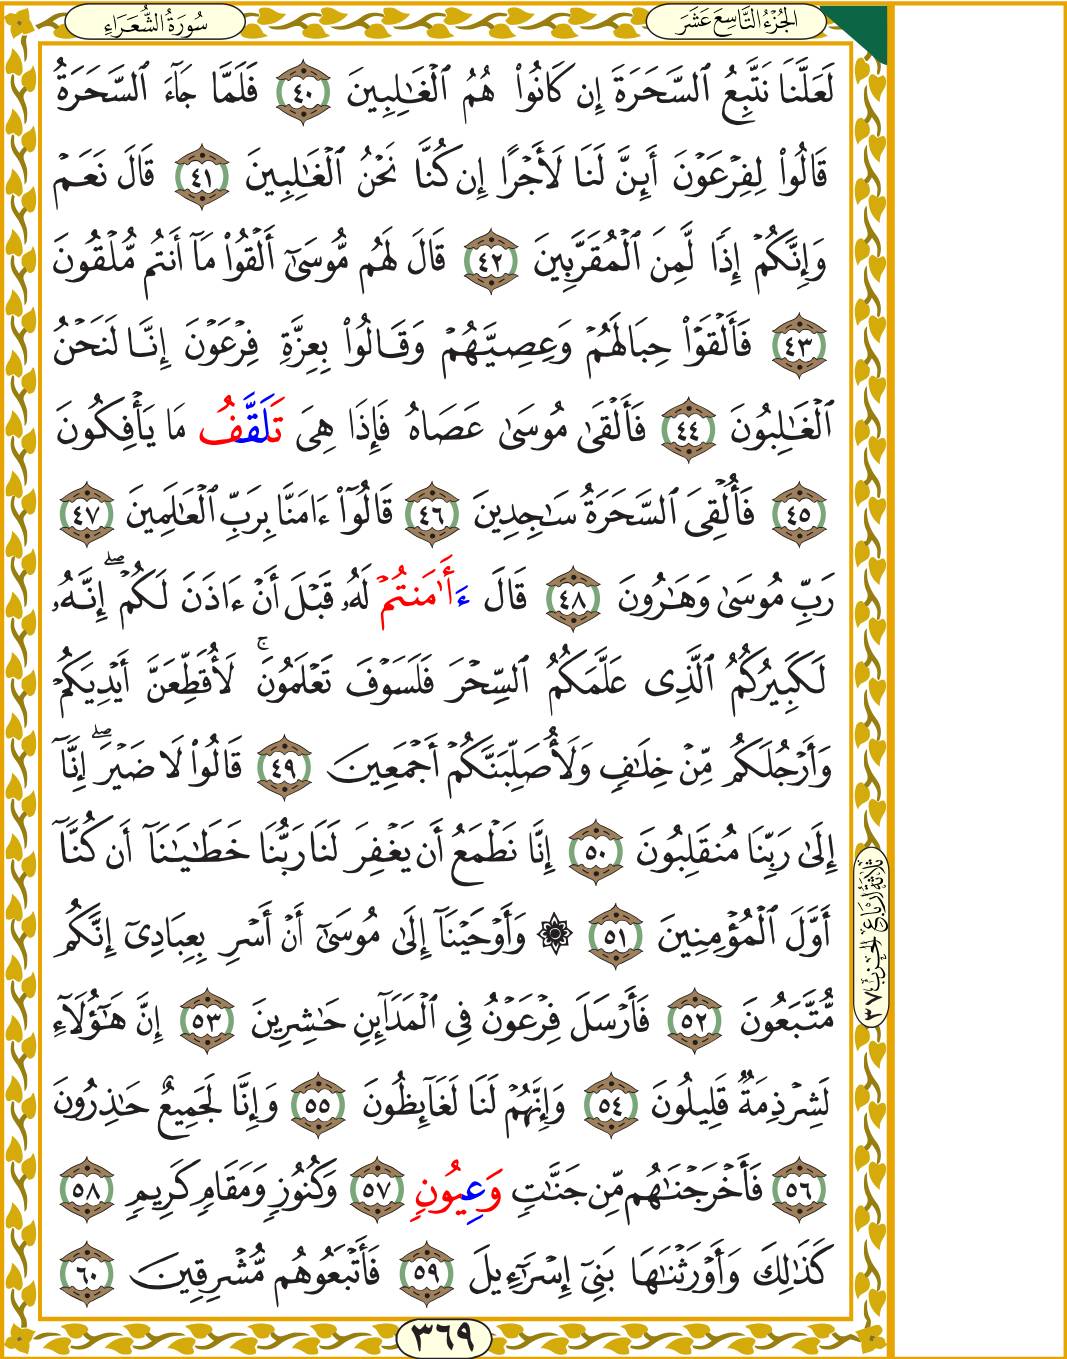 الجُزْءُ التَّاسِعَ عَشَرَ
سُورَةُ الشُّعَرَاءِ
لَعَلَّنَا نَتَّبِعُ ٱلسَّحَرَةَ إِن كَانُوا۟ هُمُ ٱلْغَـٰلِبِينَ ٤٠ فَلَمَّا جَآءَ ٱلسَّحَرَةُ
قَالُوا۟ لِفِرْعَوْنَ أَئِنَّ لَنَا لَأَجْرًا إِن كُنَّا نَحْنُ ٱلْغَـٰلِبِينَ ٤١ قَالَ نَعَمْ
وَإِنَّكُمْ إِذًا لَّمِنَ ٱلْمُقَرَّبِينَ ٤٢ قَالَ لَهُم مُّوسَىٰٓ أَلْقُوا۟ مَآ أَنتُم مُّلْقُونَ
٤٣ فَأَلْقَوْا۟ حِبَالَهُمْ وَعِصِيَّهُمْ وَقَالُوا۟ بِعِزَّةِ فِرْعَوْنَ إِنَّا لَنَحْنُ
ٱلْغَـٰلِبُونَ ٤٤ فَأَلْقَىٰ مُوسَىٰ عَصَاهُ فَإِذَا هِىَ تَلَقَّفُ مَا يَأْفِكُونَ
٤٥ فَأُلْقِىَ ٱلسَّحَرَةُ سَـٰجِدِينَ ٤٦ قَالُوٓا۟ ءَامَنَّا بِرَبِّ ٱلْعَـٰلَمِينَ ٤٧
رَبِّ مُوسَىٰ وَهَـٰرُونَ ٤٨ قَالَ ءَأَٰمَنتُمْ لَهُۥ قَبْلَ أَنْ ءَاذَنَ لَكُمْ ۖ إِنَّهُۥ
لَكَبِيرُكُمُ ٱلَّذِى عَلَّمَكُمُ ٱلسِّحْرَ فَلَسَوْفَ تَعْلَمُونَ ۚ لَأُقَطِّعَنَّ أَيْدِيَكُمْ
وَأَرْجُلَكُم مِّنْ خِلَـٰفٍ وَلَأُصَلِّبَنَّكُمْ أَجْمَعِينَ ٤٩ قَالُوا۟ لَا ضَيْرَ ۖ إِنَّآ
إِلَىٰ رَبِّنَا مُنقَلِبُونَ ٥٠ إِنَّا نَطْمَعُ أَن يَغْفِرَ لَنَا رَبُّنَا خَطَـٰيَـٰنَآ أَن كُنَّآ
أَوَّلَ ٱلْمُؤْمِنِينَ ٥١ ۞ وَأَوْحَيْنَآ إِلَىٰ مُوسَىٰٓ أَنْ أَسْرِ بِعِبَادِىٓ إِنَّكُم
مُّتَّبَعُونَ ٥٢ فَأَرْسَلَ فِرْعَوْنُ فِى ٱلْمَدَآئِنِ حَـٰشِرِينَ ٥٣ إِنَّ هَـٰٓؤُلَآءِ
لَشِرْذِمَةٌ قَلِيلُونَ ٥٤ وَإِنَّهُمْ لَنَا لَغَآئِظُونَ ٥٥ وَإِنَّا لَجَمِيعٌ حَـٰذِرُونَ
٥٦ فَأَخْرَجْنَـٰهُم مِّن جَنَّـٰتٍ وَعِيُونٍ ٥٧ وَكُنُوزٍ وَمَقَامٍ كَرِيمٍ ٥٨
كَذَٰلِكَ وَأَوْرَثْنَـٰهَا بَنِىٓ إِسْرَٰٓءِيلَ ٥٩ فَأَتْبَعُوهُم مُّشْرِقِينَ ٦٠
ثلاثة أرباع الحزب ٣٧
٣٦٩